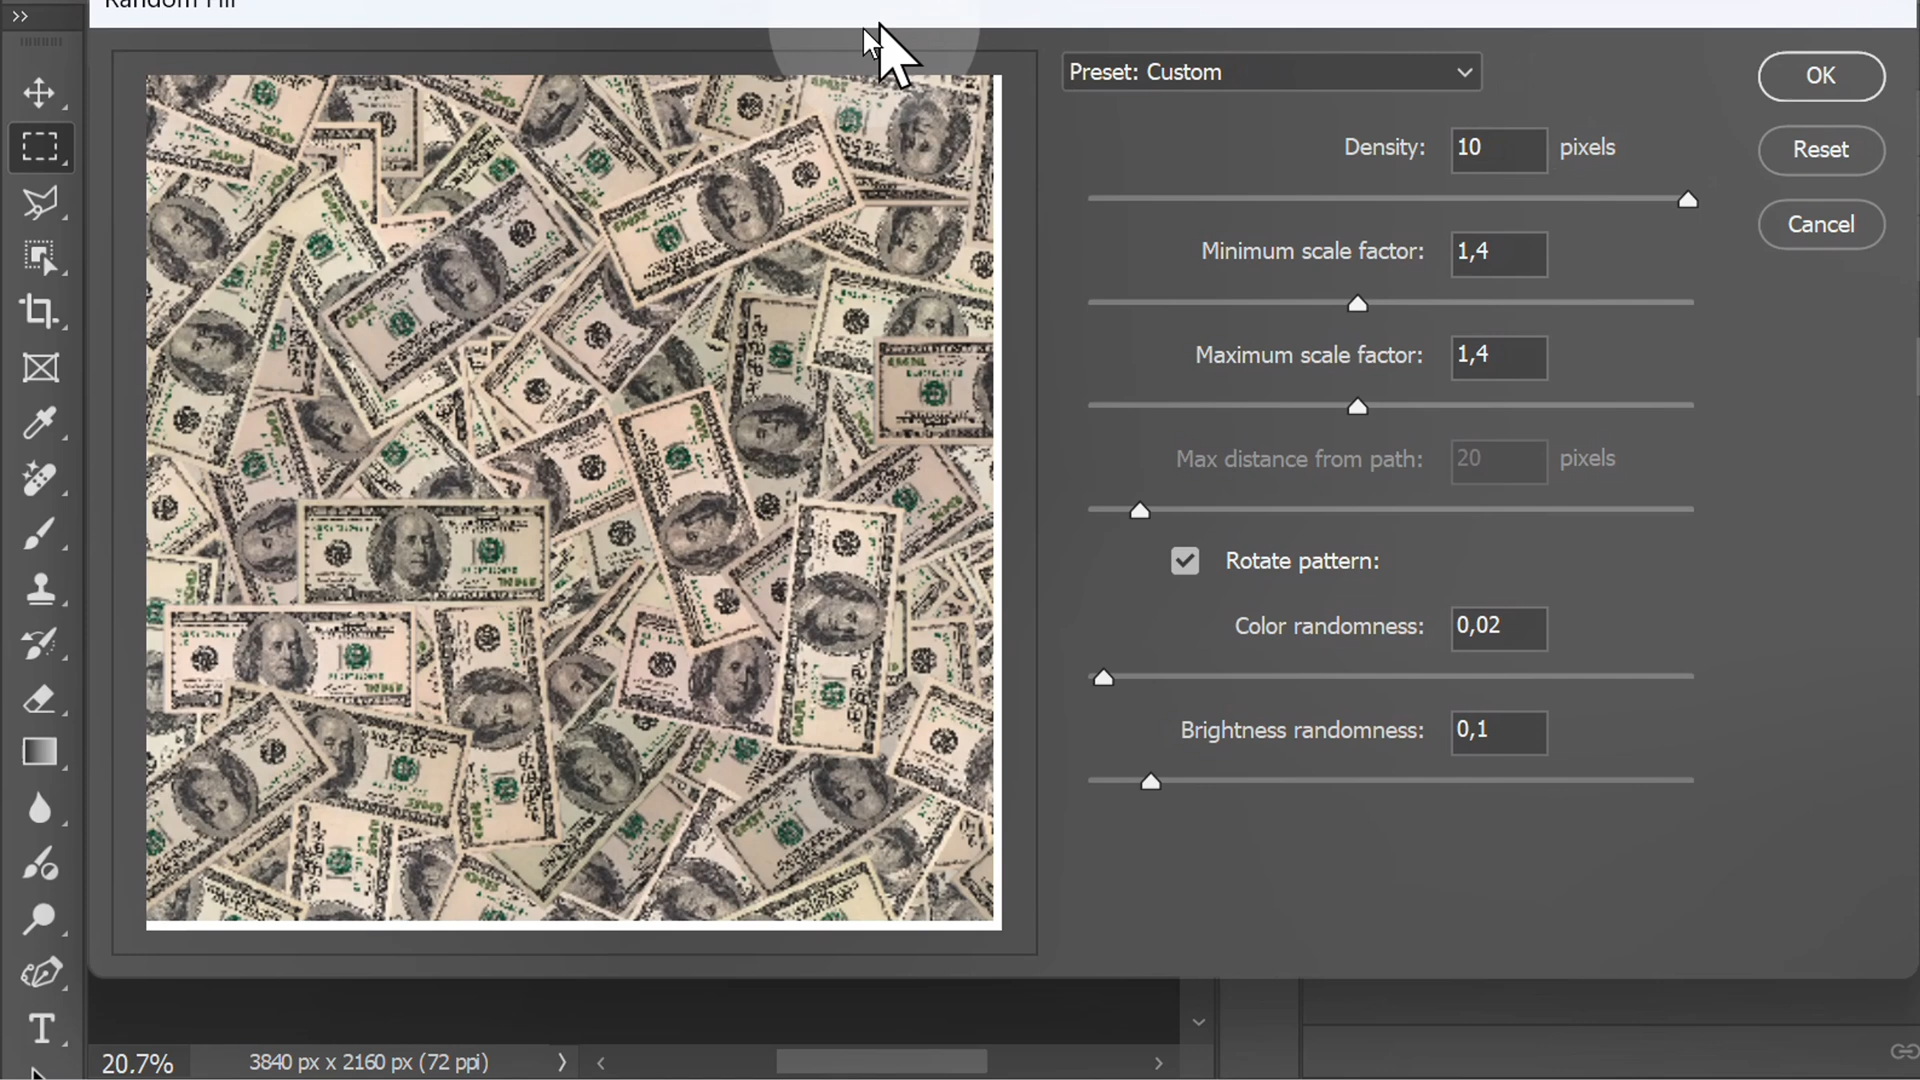 Random Fill
Preset: Custom
OK
Density: 10 pixels
Reset
Cancel
Minimum scale factor: 1,4
Maximum scale factor: 1,4
Max distance from path: 20 pixels
Rotate pattern:
Color randomness: 0,02
Brightness randomness: 0,1
20.7% 3840 px x 2160 px (72 ppi)